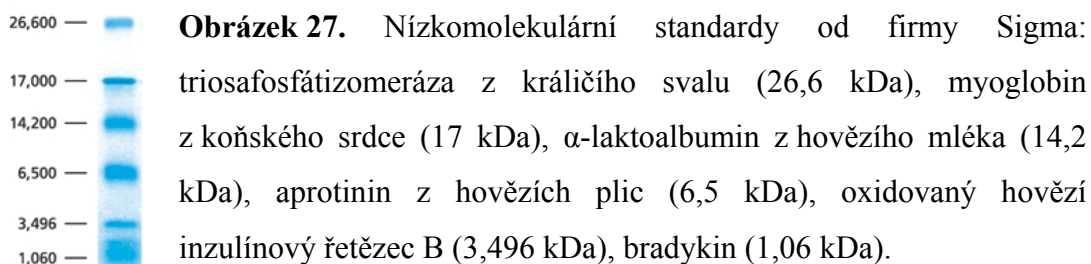 26,600 —
17,000 —
14,200 —
6,500 —
3,496 —
1,060 —
Obrázek 27. Nízkomolekulární standardy od firmy Sigma:
triosafosfátizomeráza z králičího svalu (26,6 kDa), myoglobin
z koňského srdce (17 kDa), α-laktoalbumin z hovězího mléka (14,2
kDa), aprotinin z hovězích plic (6,5 kDa), oxidovaný hovězí
inzulínový řetězec B (3,496 kDa), bradykin (1,06 kDa).